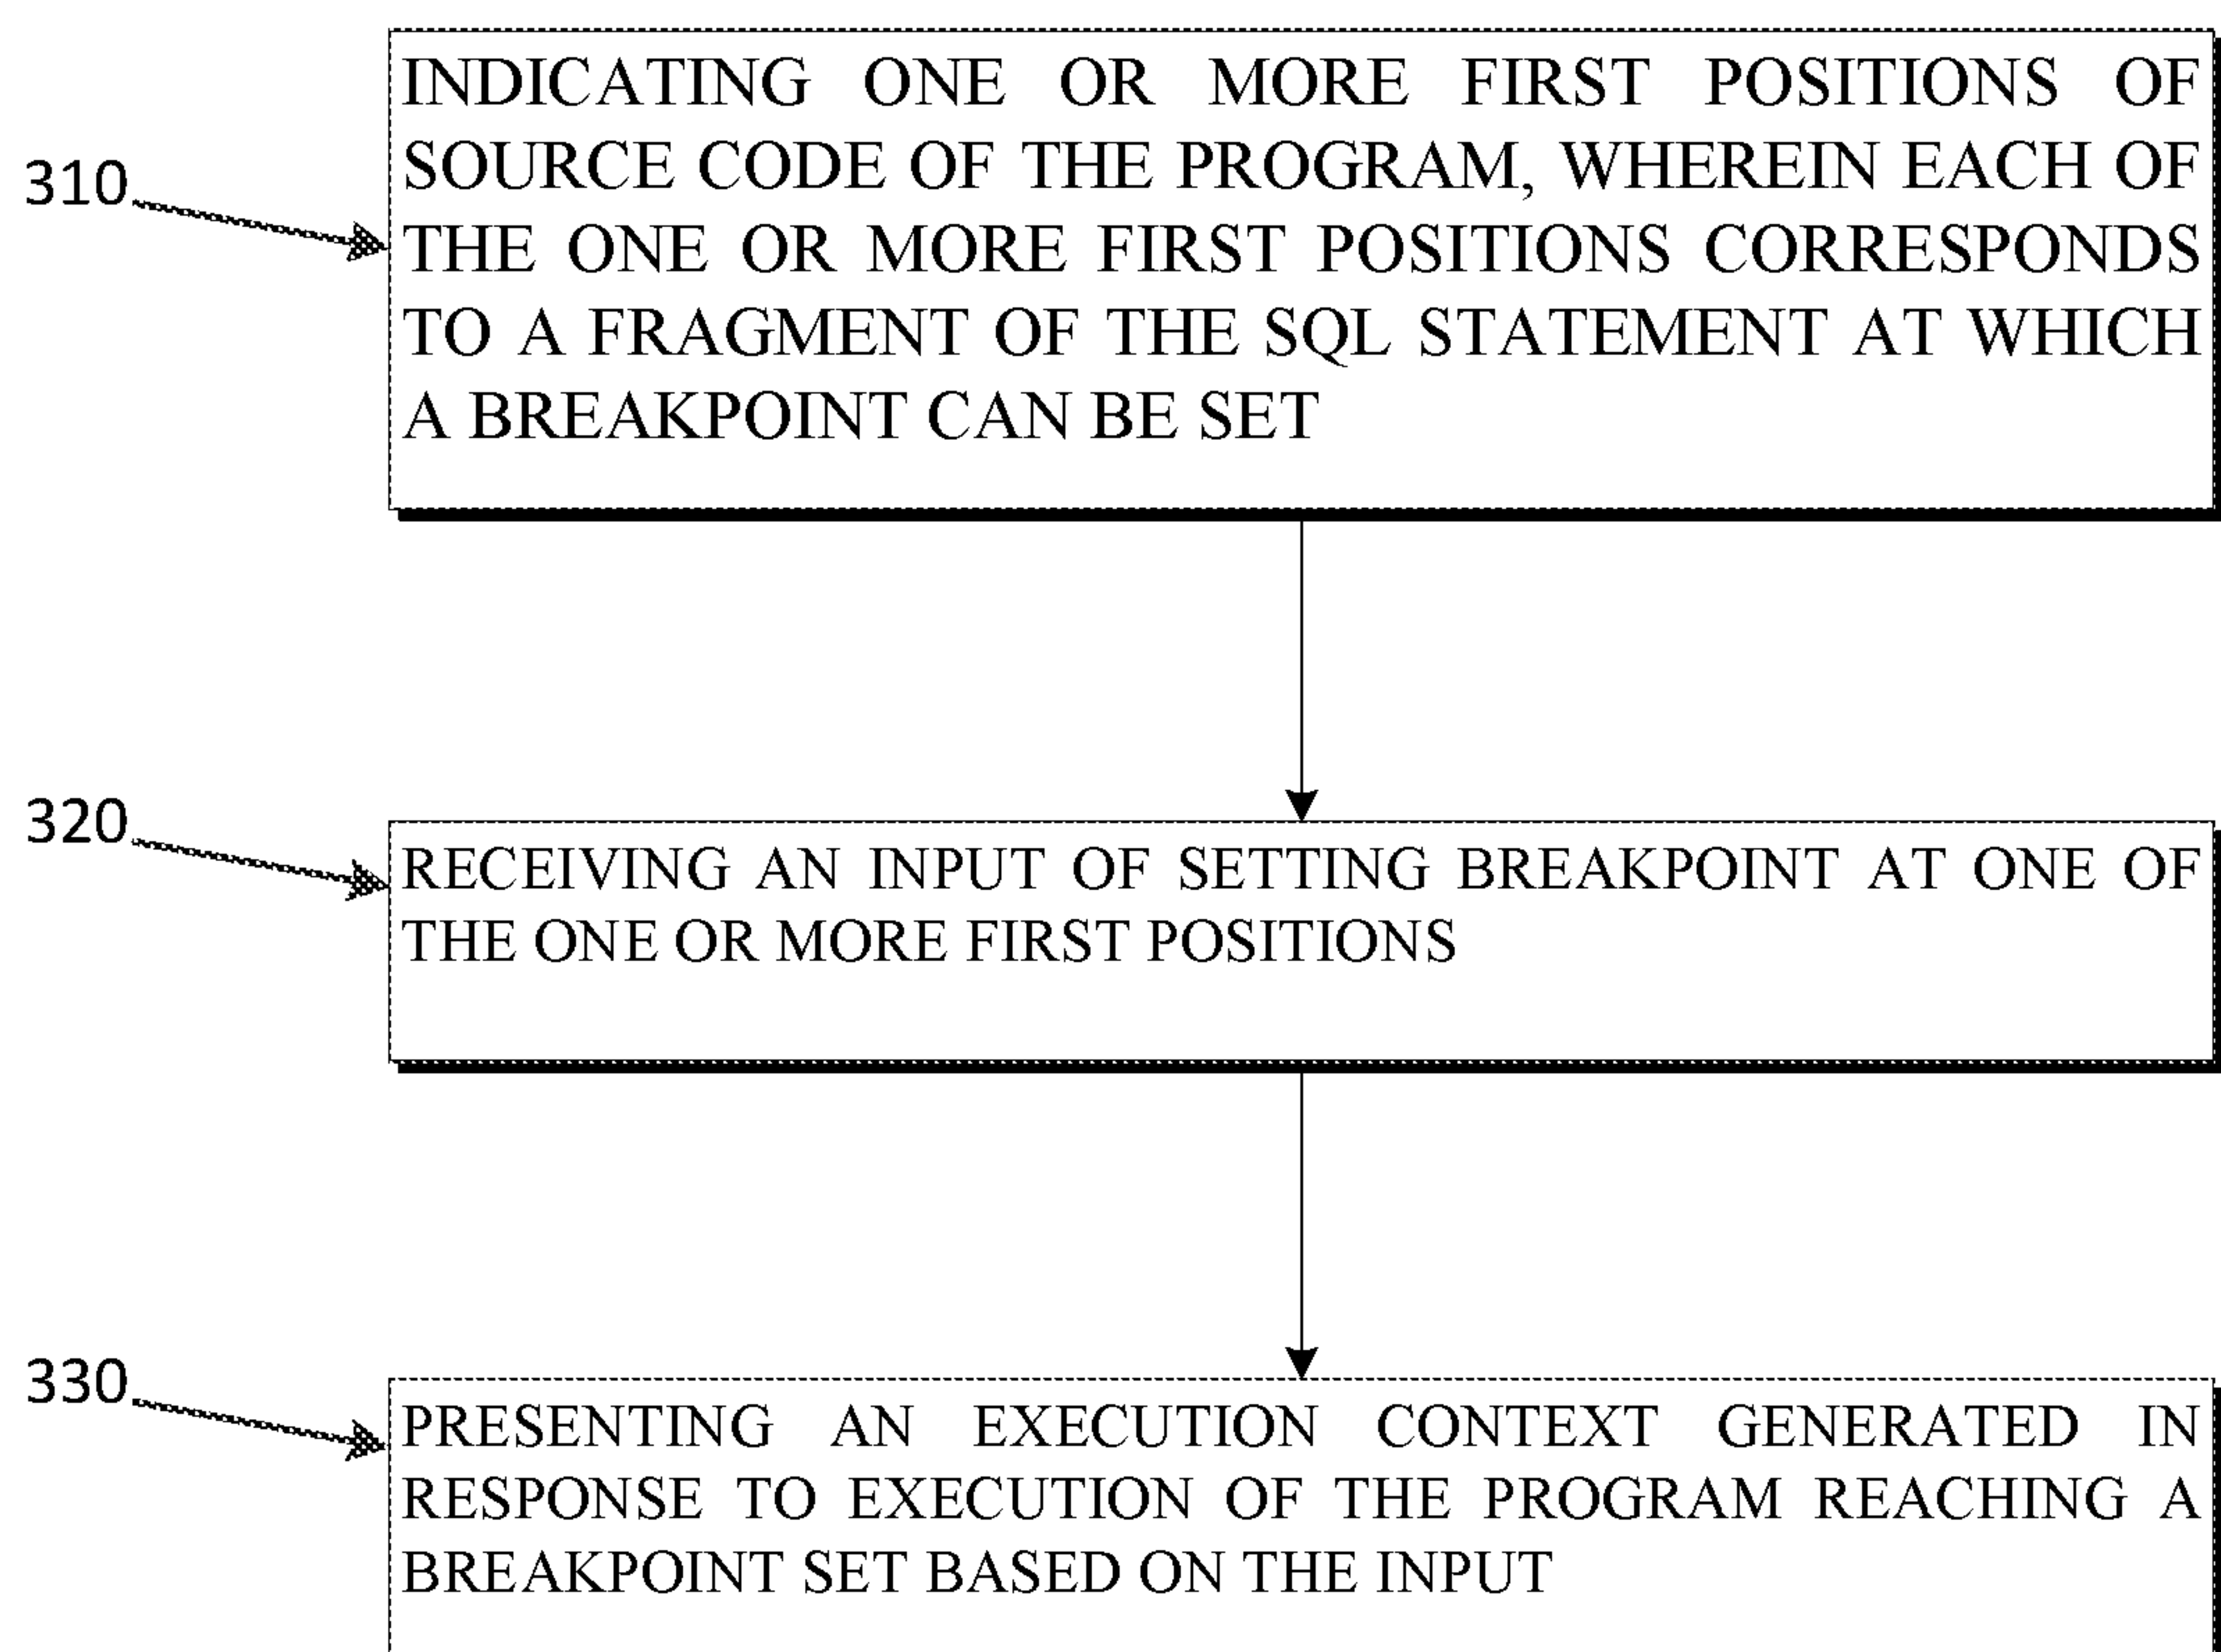 INDICATING ONE OR MORE FIRST POSITIONS OF
SOURCE CODE OF THE PROGRAM, WHEREIN EACH OF
310
THE ONE OR MORE FIRST POSITIONS CORRESPONDS
TO A FRAGMENT OF THE SQL STATEMENT AT WHICH
A BREAKPOINT CAN BE SET
320
RECEIVING AN INPUT OF SETTING BREAKPOINT AT ONE OF
THE ONE OR MORE FIRST POSITIONS
330
PRESENTING AN EXECUTION CONTEXT GENERATED IN
RESPONSE TO EXECUTION OF THE PROGRAM REACHING A
BREAKPOINT SET BASED ON THE INPUT